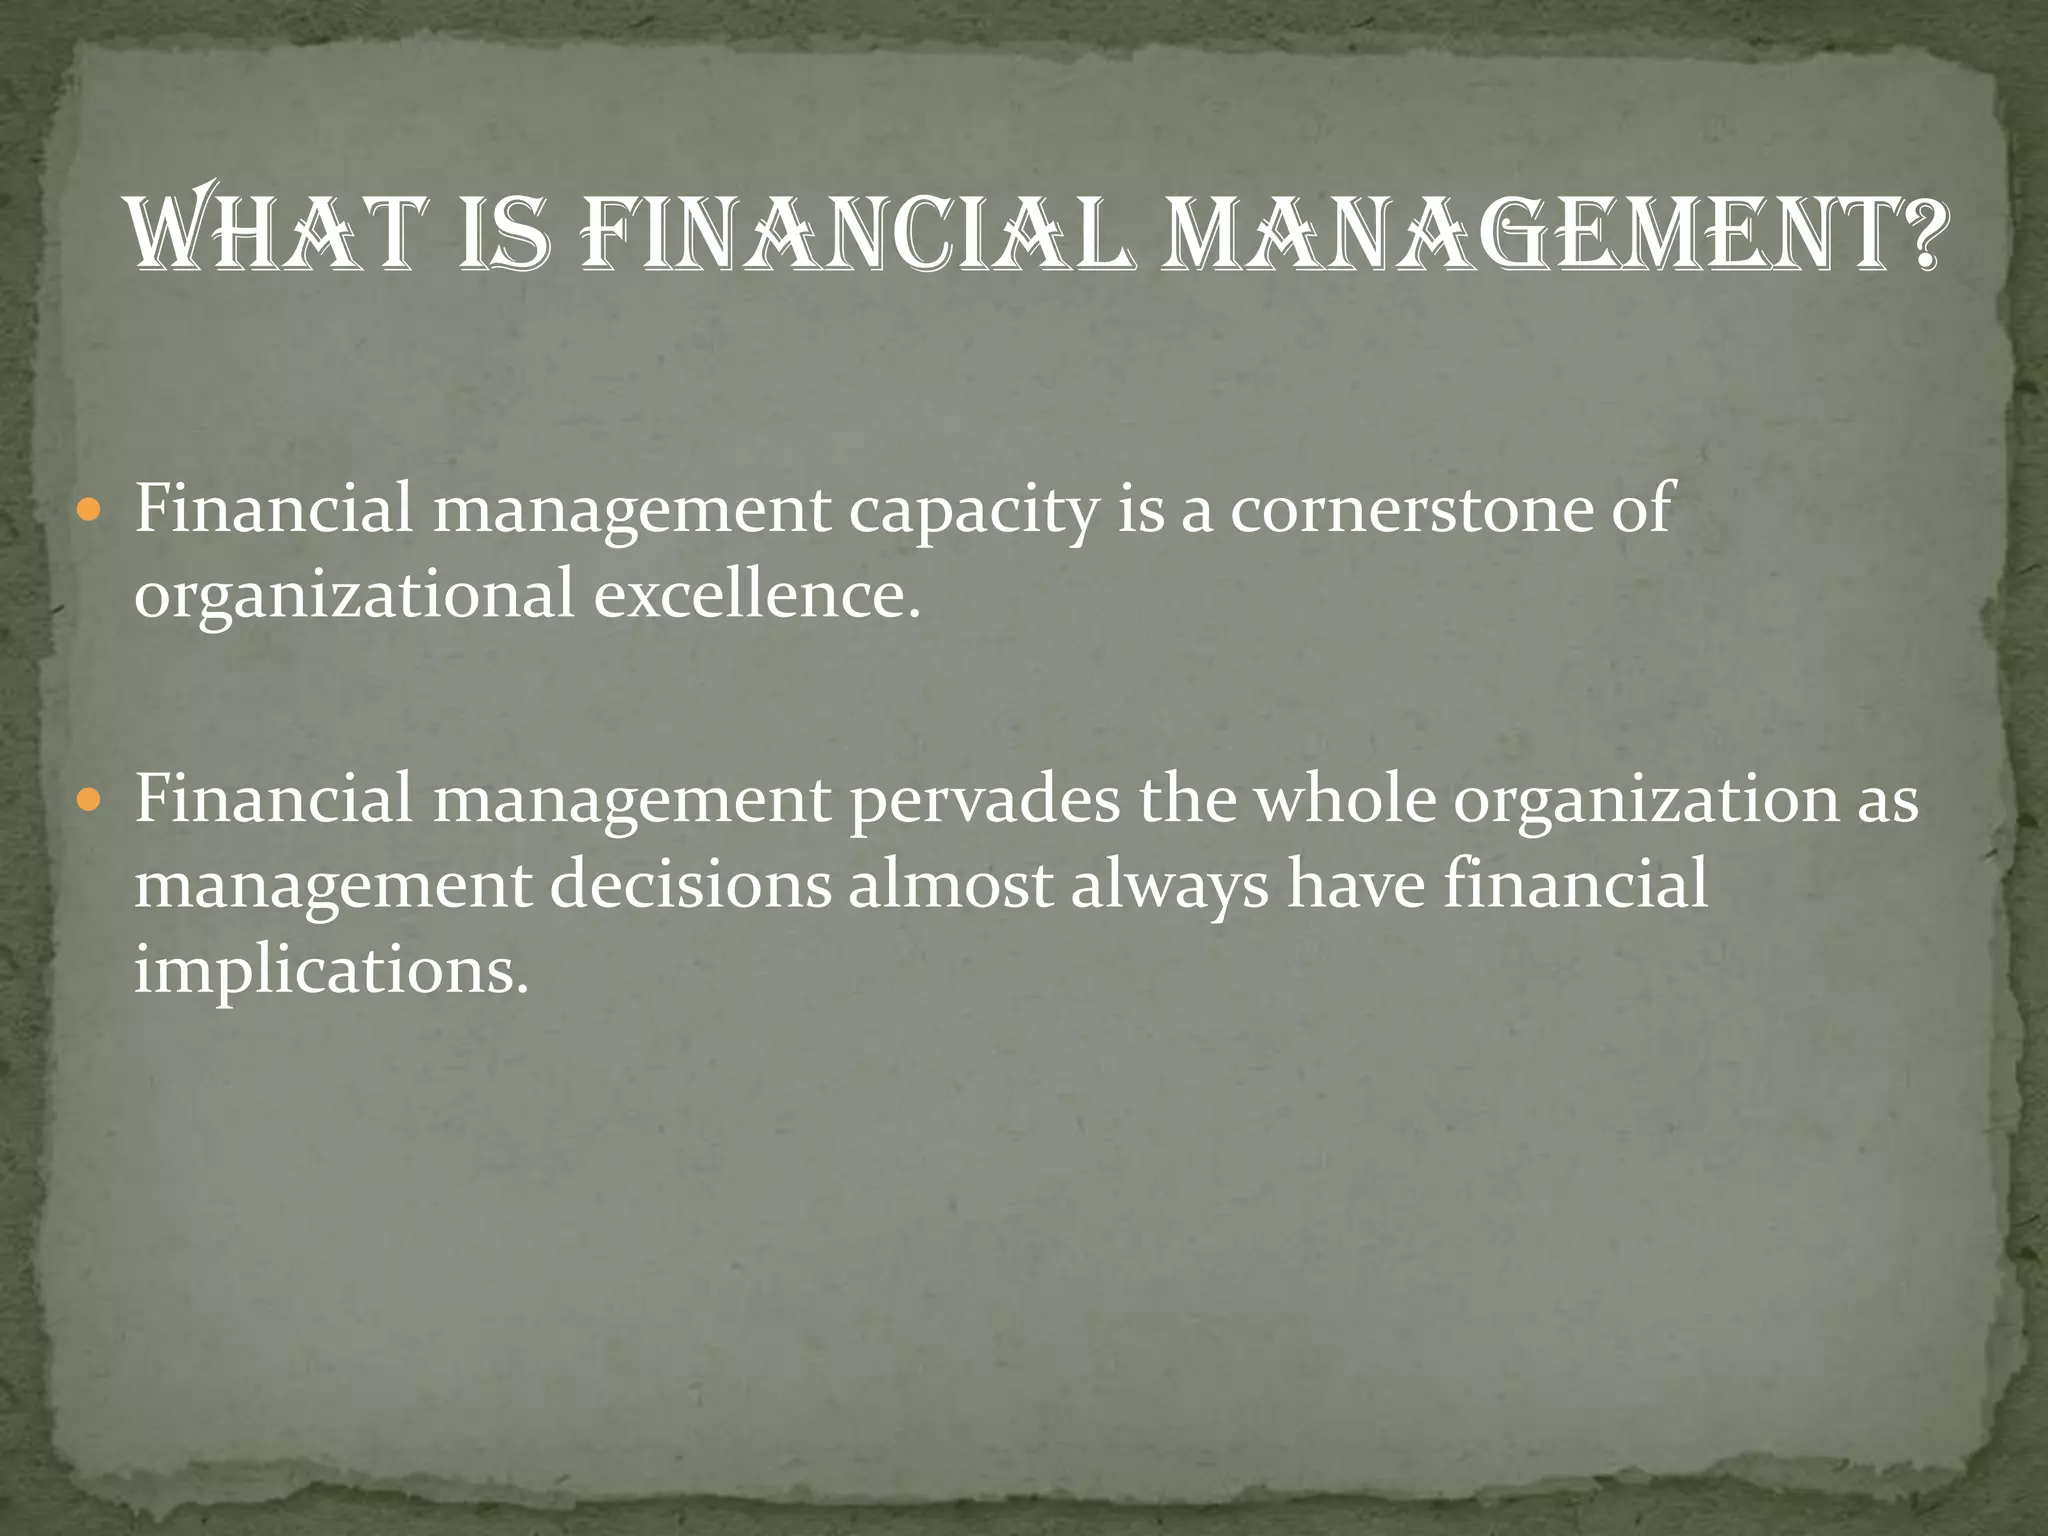 WHAT IS FINANCIAL MANAGEMENT?
• Financial management capacity is a cornerstone of
organizational excellence.
• Financial management pervades the whole organization as
management decisions almost always have financial
implications.